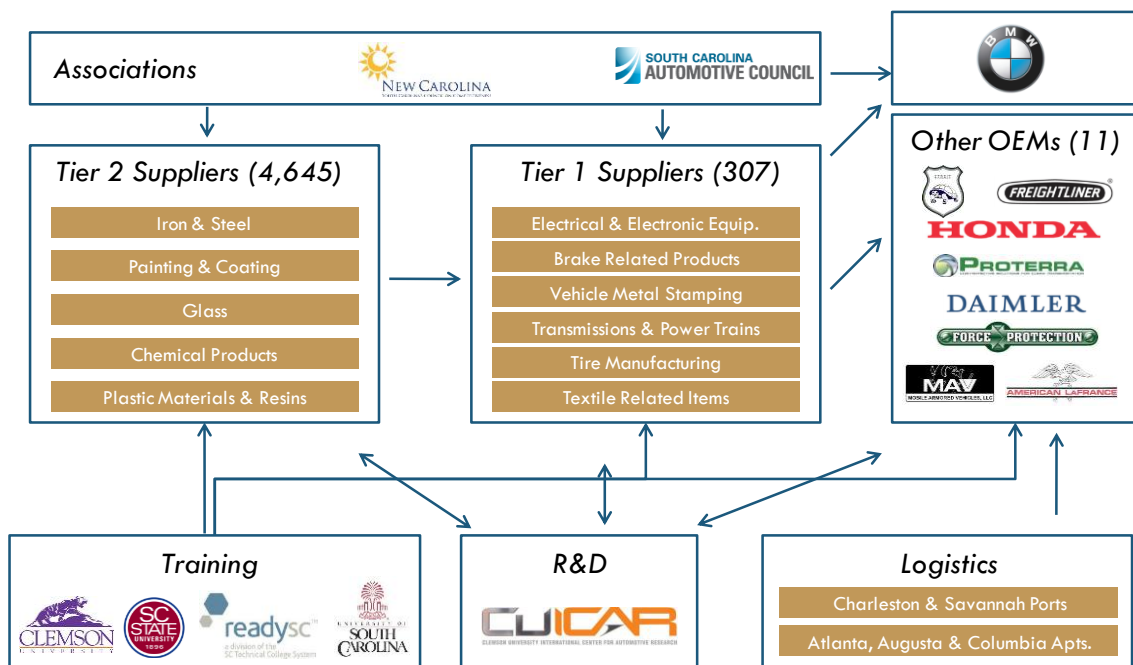 Associations
NEW CAROLINA
SOUTH CAROLINA
AUTOMOTIVE COUNCIL
BMW
Tier 2 Suppliers (4,645)
Iron & Steel
Painting & Coating
Glass
Chemical Products
Plastic Materials & Resins
Tier 1 Suppliers (307)
Electrical & Electronic Equip.
Brake Related Products
Vehicle Metal Stamping
Transmissions & Power Trains
Tire Manufacturing
Textile Related Items
Other OEMs (11)
FREIGHTLINER
HONDA
PROTERRA
DAIMLER
FORCE PROTECTION
MAV
MOBILE ARMORED VEHICLES, LLC
AMERICAN LAFRANCE
Training
CLEMSON
UNIVERSITY
SC
STATE
UNIVERSITY
1896
readysc™
a division of the
SC Technical College System
UNIVERSITY OF
SOUTH
CAROLINA
R&D
CUICAR
CLEMSON UNIVERSITY INTERNATIONAL CENTER FOR AUTOMOTIVE RESEARCH
Logistics
Charleston & Savannah Ports
Atlanta, Augusta & Columbia Apts.